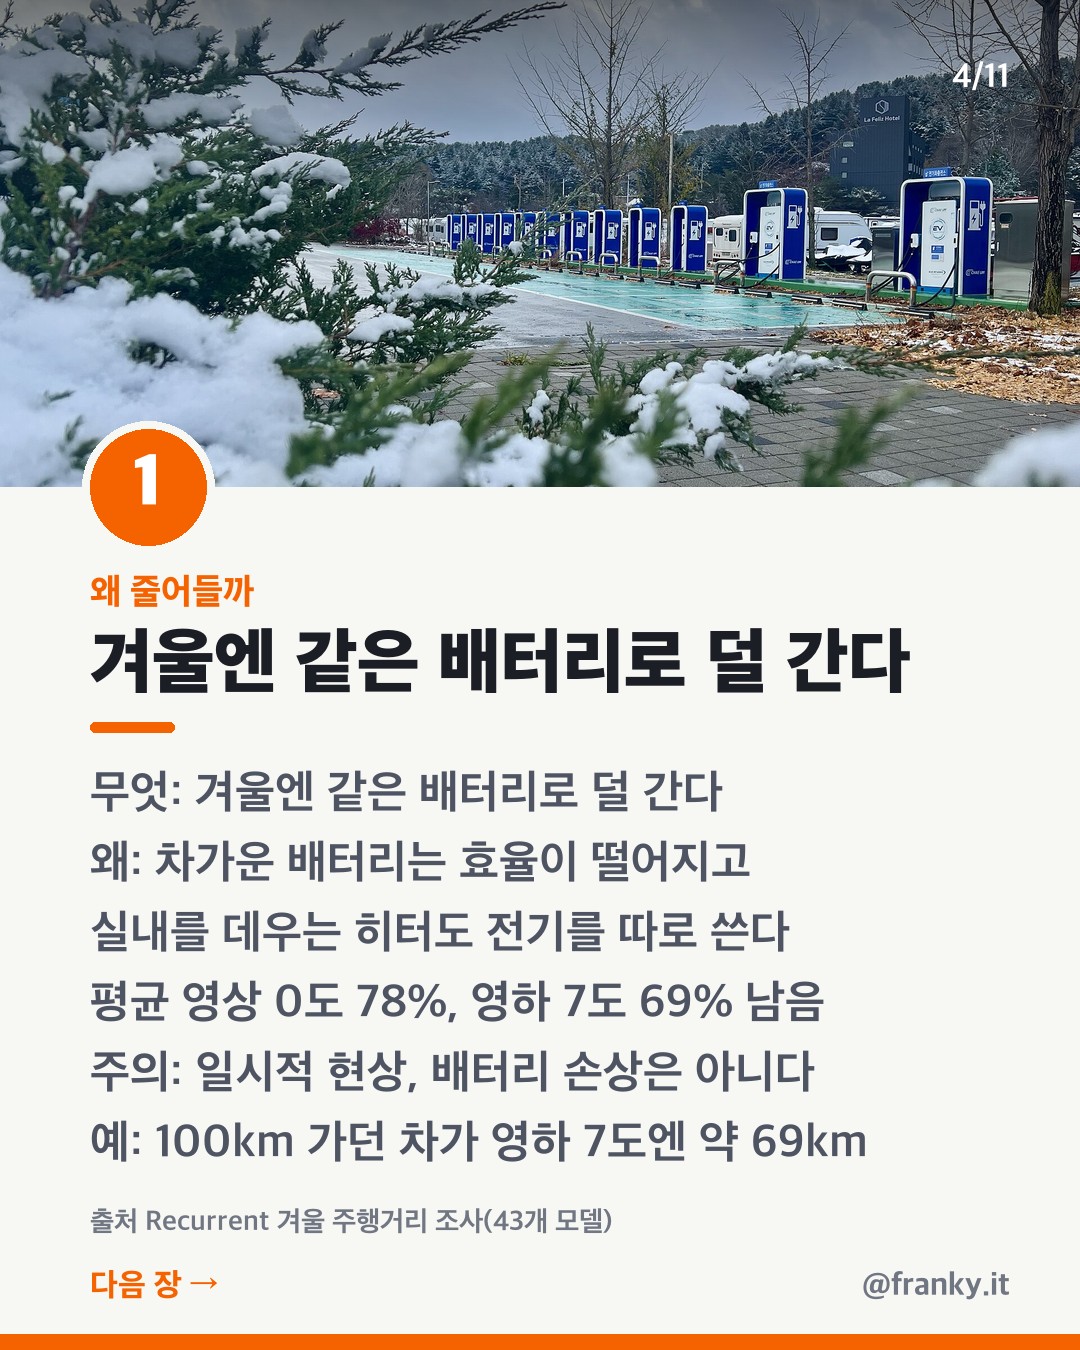 4/11
La Feliz Hotel
EV
1
왜 줄어들까
겨울엔 같은 배터리로 덜 간다
무엇: 겨울엔 같은 배터리로 덜 간다
왜: 차가운 배터리는 효율이 떨어지고
실내를 데우는 히터도 전기를 따로 쓴다
평균 영상 0도 78%, 영하 7도 69% 남음
주의: 일시적 현상, 배터리 손상은 아니다
예: 100km 가던 차가 영하 7도엔 약 69km
출처 Recurrent 겨울 주행거리 조사(43개 모델)
다음 장 →
@franky.it